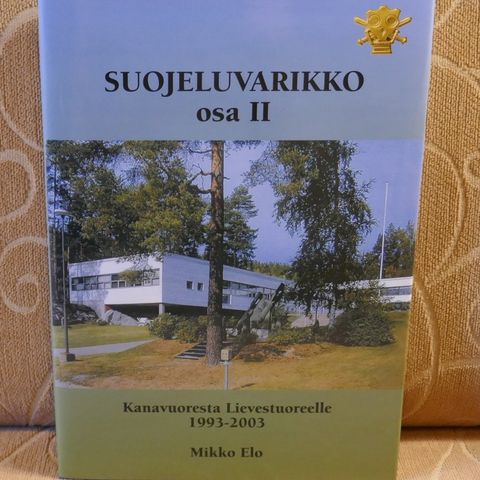 SUOJELUVARIKKO
osa II
Kanavuoresta Lievestuoreelle
1993-2003
Mikko Elo